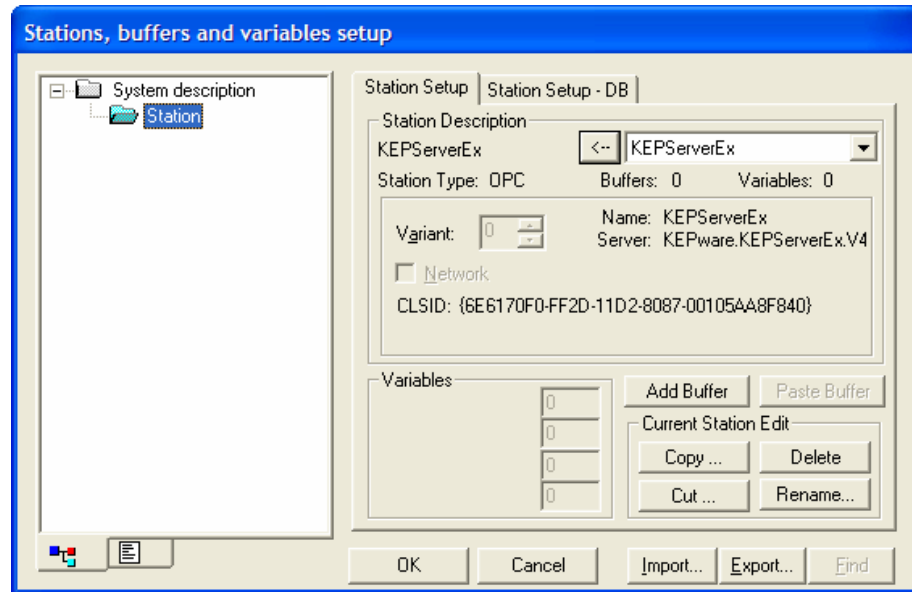 Stations, buffers and variables setup
System description
Station
Station Setup
Station Setup - DB
Station Description
KEPServerEx
<--
KEPServerEx
Station Type: OPC
Buffers: 0
Variables: 0
Variant:
0
Name: KEPServerEx
Server: KEPware.KEPServerEx.V4
Network
CLSID: {6E6170F0-FF2D-11D2-8087-00105AA8F840}
Variables
0
0
0
0
Add Buffer
Paste Buffer
Current Station Edit
Copy ...
Delete
Cut ...
Rename...
OK
Cancel
Import...
Export...
Find